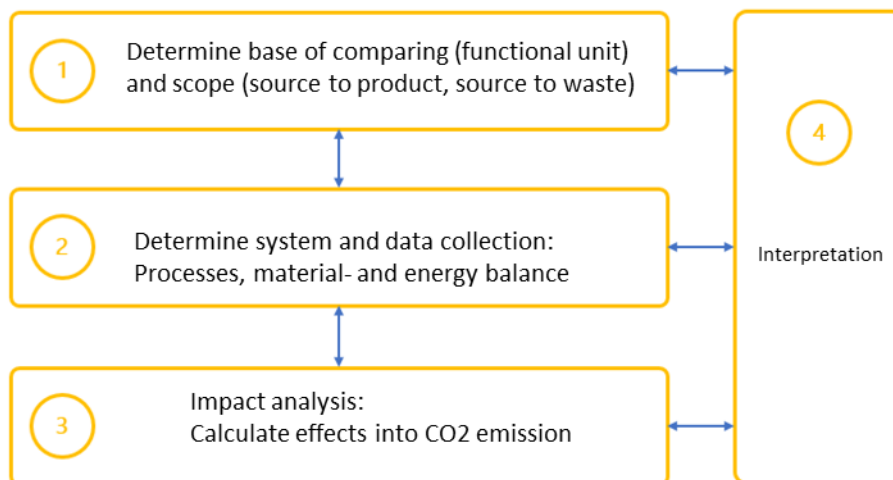 1
Determine base of comparing (functional unit)
and scope (source to product, source to waste)
2
Determine system and data collection:
Processes, material- and energy balance
3
Impact analysis:
Calculate effects into CO2 emission
4
Interpretation